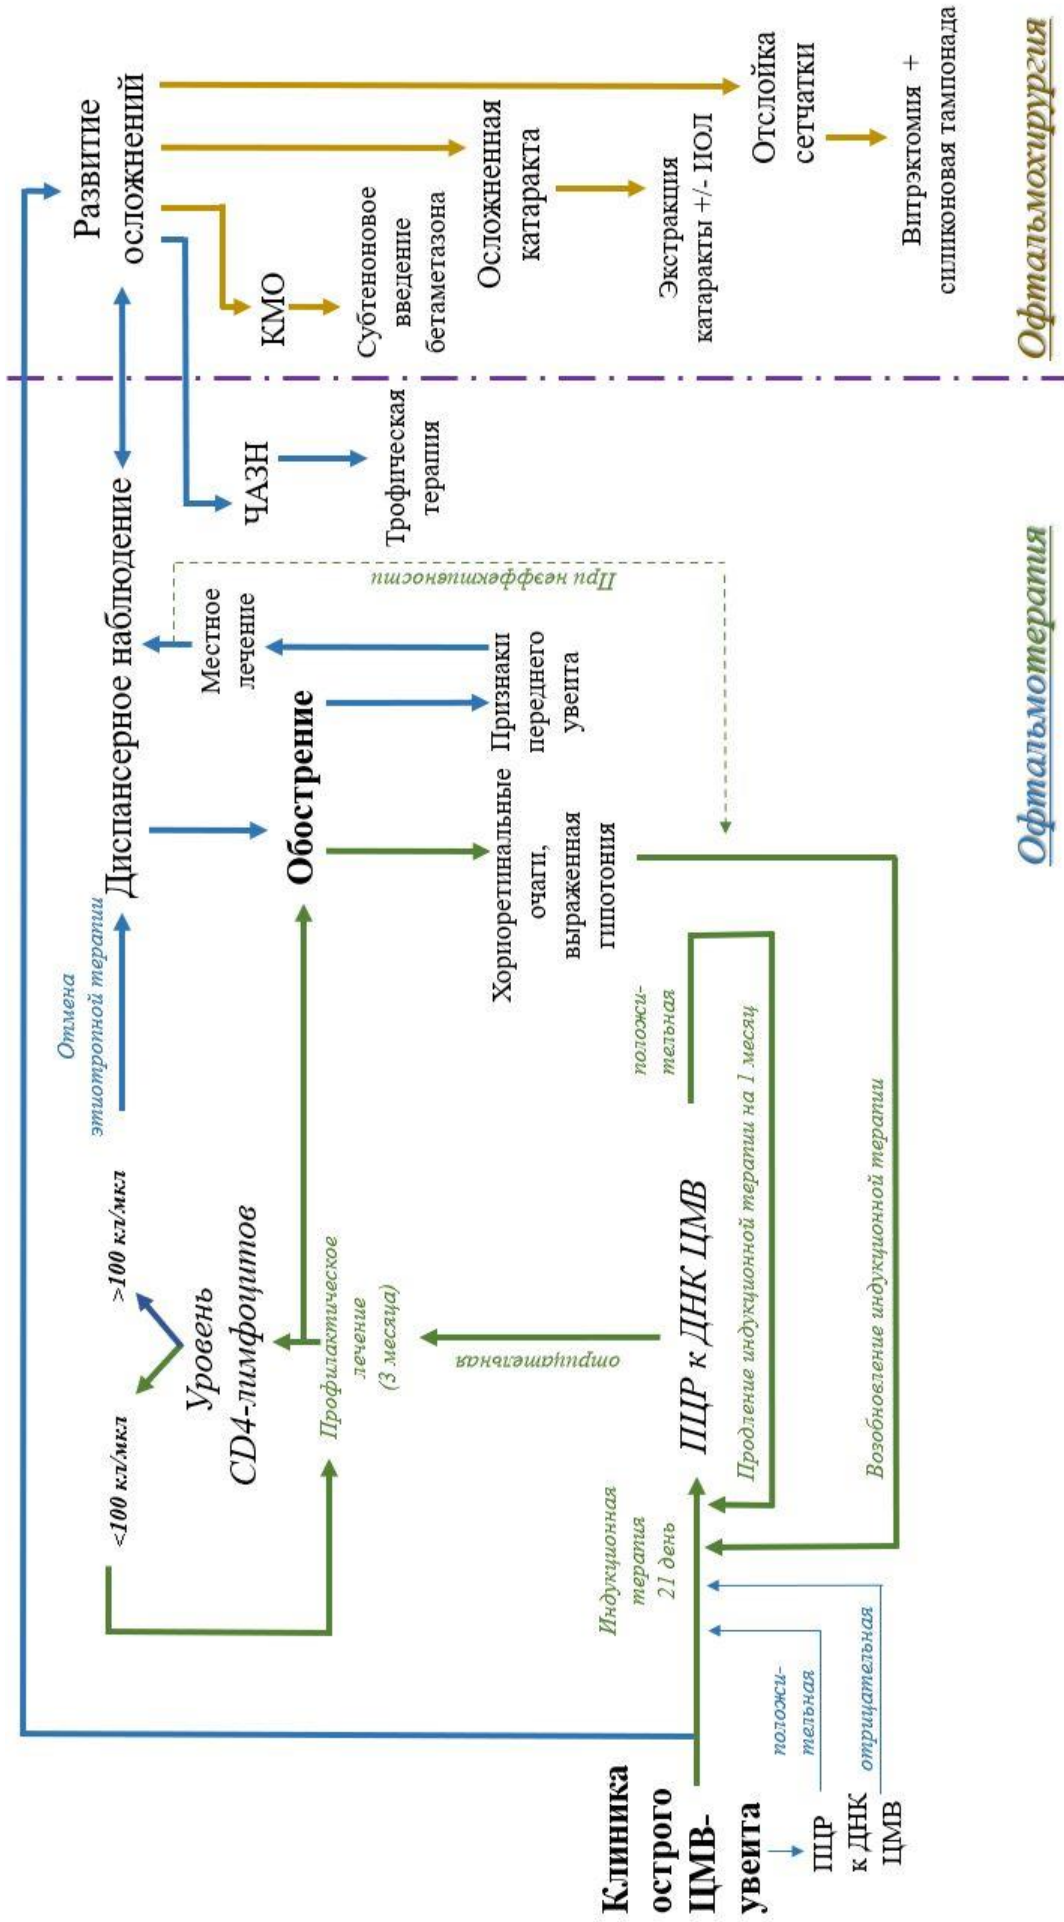 Клиника
острого
ЦМВ-
увеита
ПЦР
к ДНК
ЦМВ
положи-
тельная
отрицательная
Индукционная
терапия
21 день
ПЦР к ДНК ЦМВ
положи-
тельная
Продление индукционной терапии на 1 месяц
Возобновление индукционной терапии
отрицательная
Профилактическое
лечение
(3 месяца)
Уровень
CD4-лимфоцитов
<100 кл/мкл
>100 кл/мкл
Отмена
этиотропной терапии
Диспансерное наблюдение
Обострение
Хориоретинальные
очаги,
выраженная
гипотония
Признаки
переднего
увеита
Местное
лечение
При неэффективности
Развитие
осложнений
ЧАЗН
Трофическая
терапия
КМО
Субтеноновое
введение
бетаметазона
Осложненная
катаракта
Экстракция
катаракты +/- ИОЛ
Отслойка
сетчатки
Витрэктомия +
силиконовая тампонада
Офтальмотерапия
Офтальмохирургия